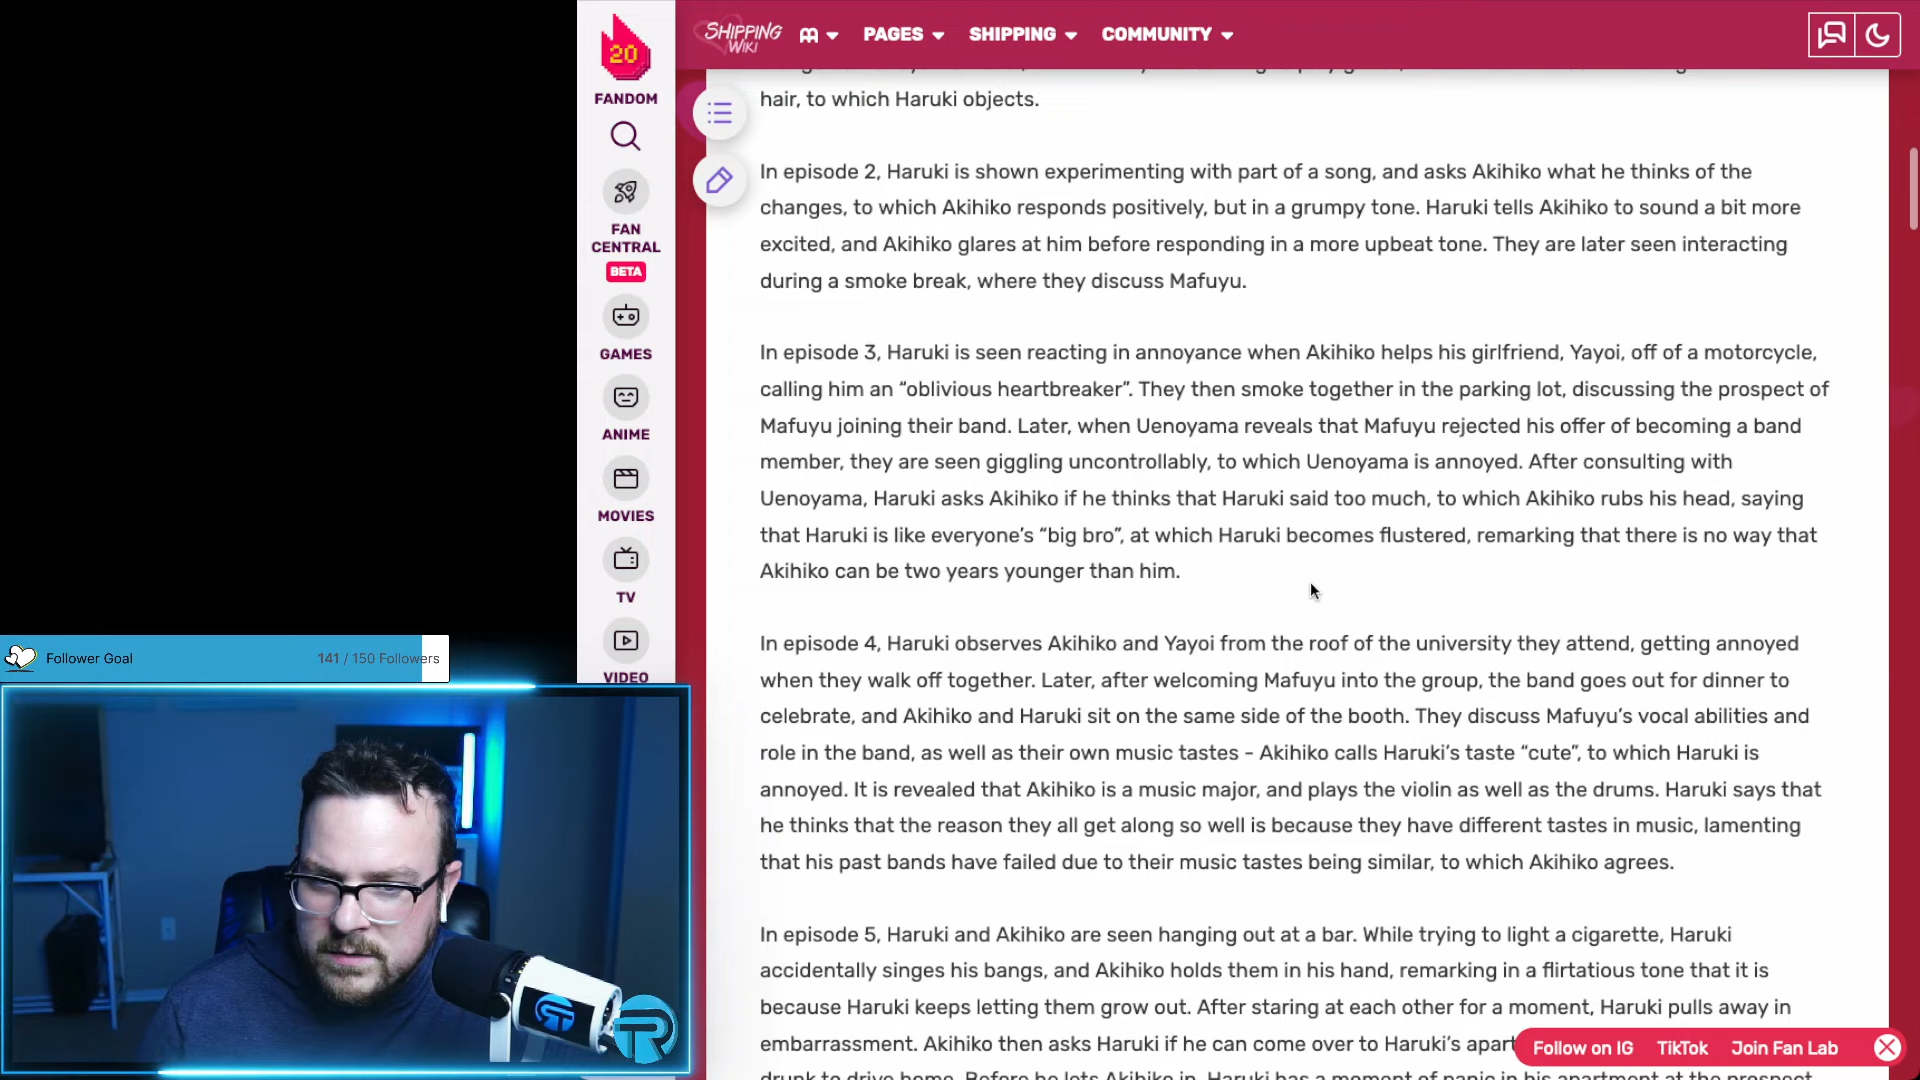 20
FANDOM
FAN
CENTRAL
BETA
GAMES
ANIME
MOVIES
TV
VIDEO
SHIPPING
WIKI
PAGES
SHIPPING
COMMUNITY
hair, to which Haruki objects.
In episode 2, Haruki is shown experimenting with part of a song, and asks Akihiko what he thinks of the
changes, to which Akihiko responds positively, but in a grumpy tone. Haruki tells Akihiko to sound a bit more
excited, and Akihiko glares at him before responding in a more upbeat tone. They are later seen interacting
during a smoke break, where they discuss Mafuyu.
In episode 3, Haruki is seen reacting in annoyance when Akihiko helps his girlfriend, Yayoi, off of a motorcycle,
calling him an “oblivious heartbreaker”. They then smoke together in the parking lot, discussing the prospect of
Mafuyu joining their band. Later, when Uenoyama reveals that Mafuyu rejected his offer of becoming a band
member, they are seen giggling uncontrollably, to which Uenoyama is annoyed. After consulting with
Uenoyama, Haruki asks Akihiko if he thinks that Haruki said too much, to which Akihiko rubs his head, saying
that Haruki is like everyone’s “big bro”, at which Haruki becomes flustered, remarking that there is no way that
Akihiko can be two years younger than him.
In episode 4, Haruki observes Akihiko and Yayoi from the roof of the university they attend, getting annoyed
when they walk off together. Later, after welcoming Mafuyu into the group, the band goes out for dinner to
celebrate, and Akihiko and Haruki sit on the same side of the booth. They discuss Mafuyu’s vocal abilities and
role in the band, as well as their own music tastes - Akihiko calls Haruki’s taste “cute”, to which Haruki is
annoyed. It is revealed that Akihiko is a music major, and plays the violin as well as the drums. Haruki says that
he thinks that the reason they all get along so well is because they have different tastes in music, lamenting
that his past bands have failed due to their music tastes being similar, to which Akihiko agrees.
In episode 5, Haruki and Akihiko are seen hanging out at a bar. While trying to light a cigarette, Haruki
accidentally singes his bangs, and Akihiko holds them in his hand, remarking in a flirtatious tone that it is
because Haruki keeps letting them grow out. After staring at each other for a moment, Haruki pulls away in
embarrassment. Akihiko then asks Haruki if he can come over to Haruki’s apart
drunk to drive home. Before he lets Akihiko in, Haruki has a moment of panic in his apartment at the prospect
Follow on IG TikTok Join Fan Lab
Follower Goal 141 / 150 Followers